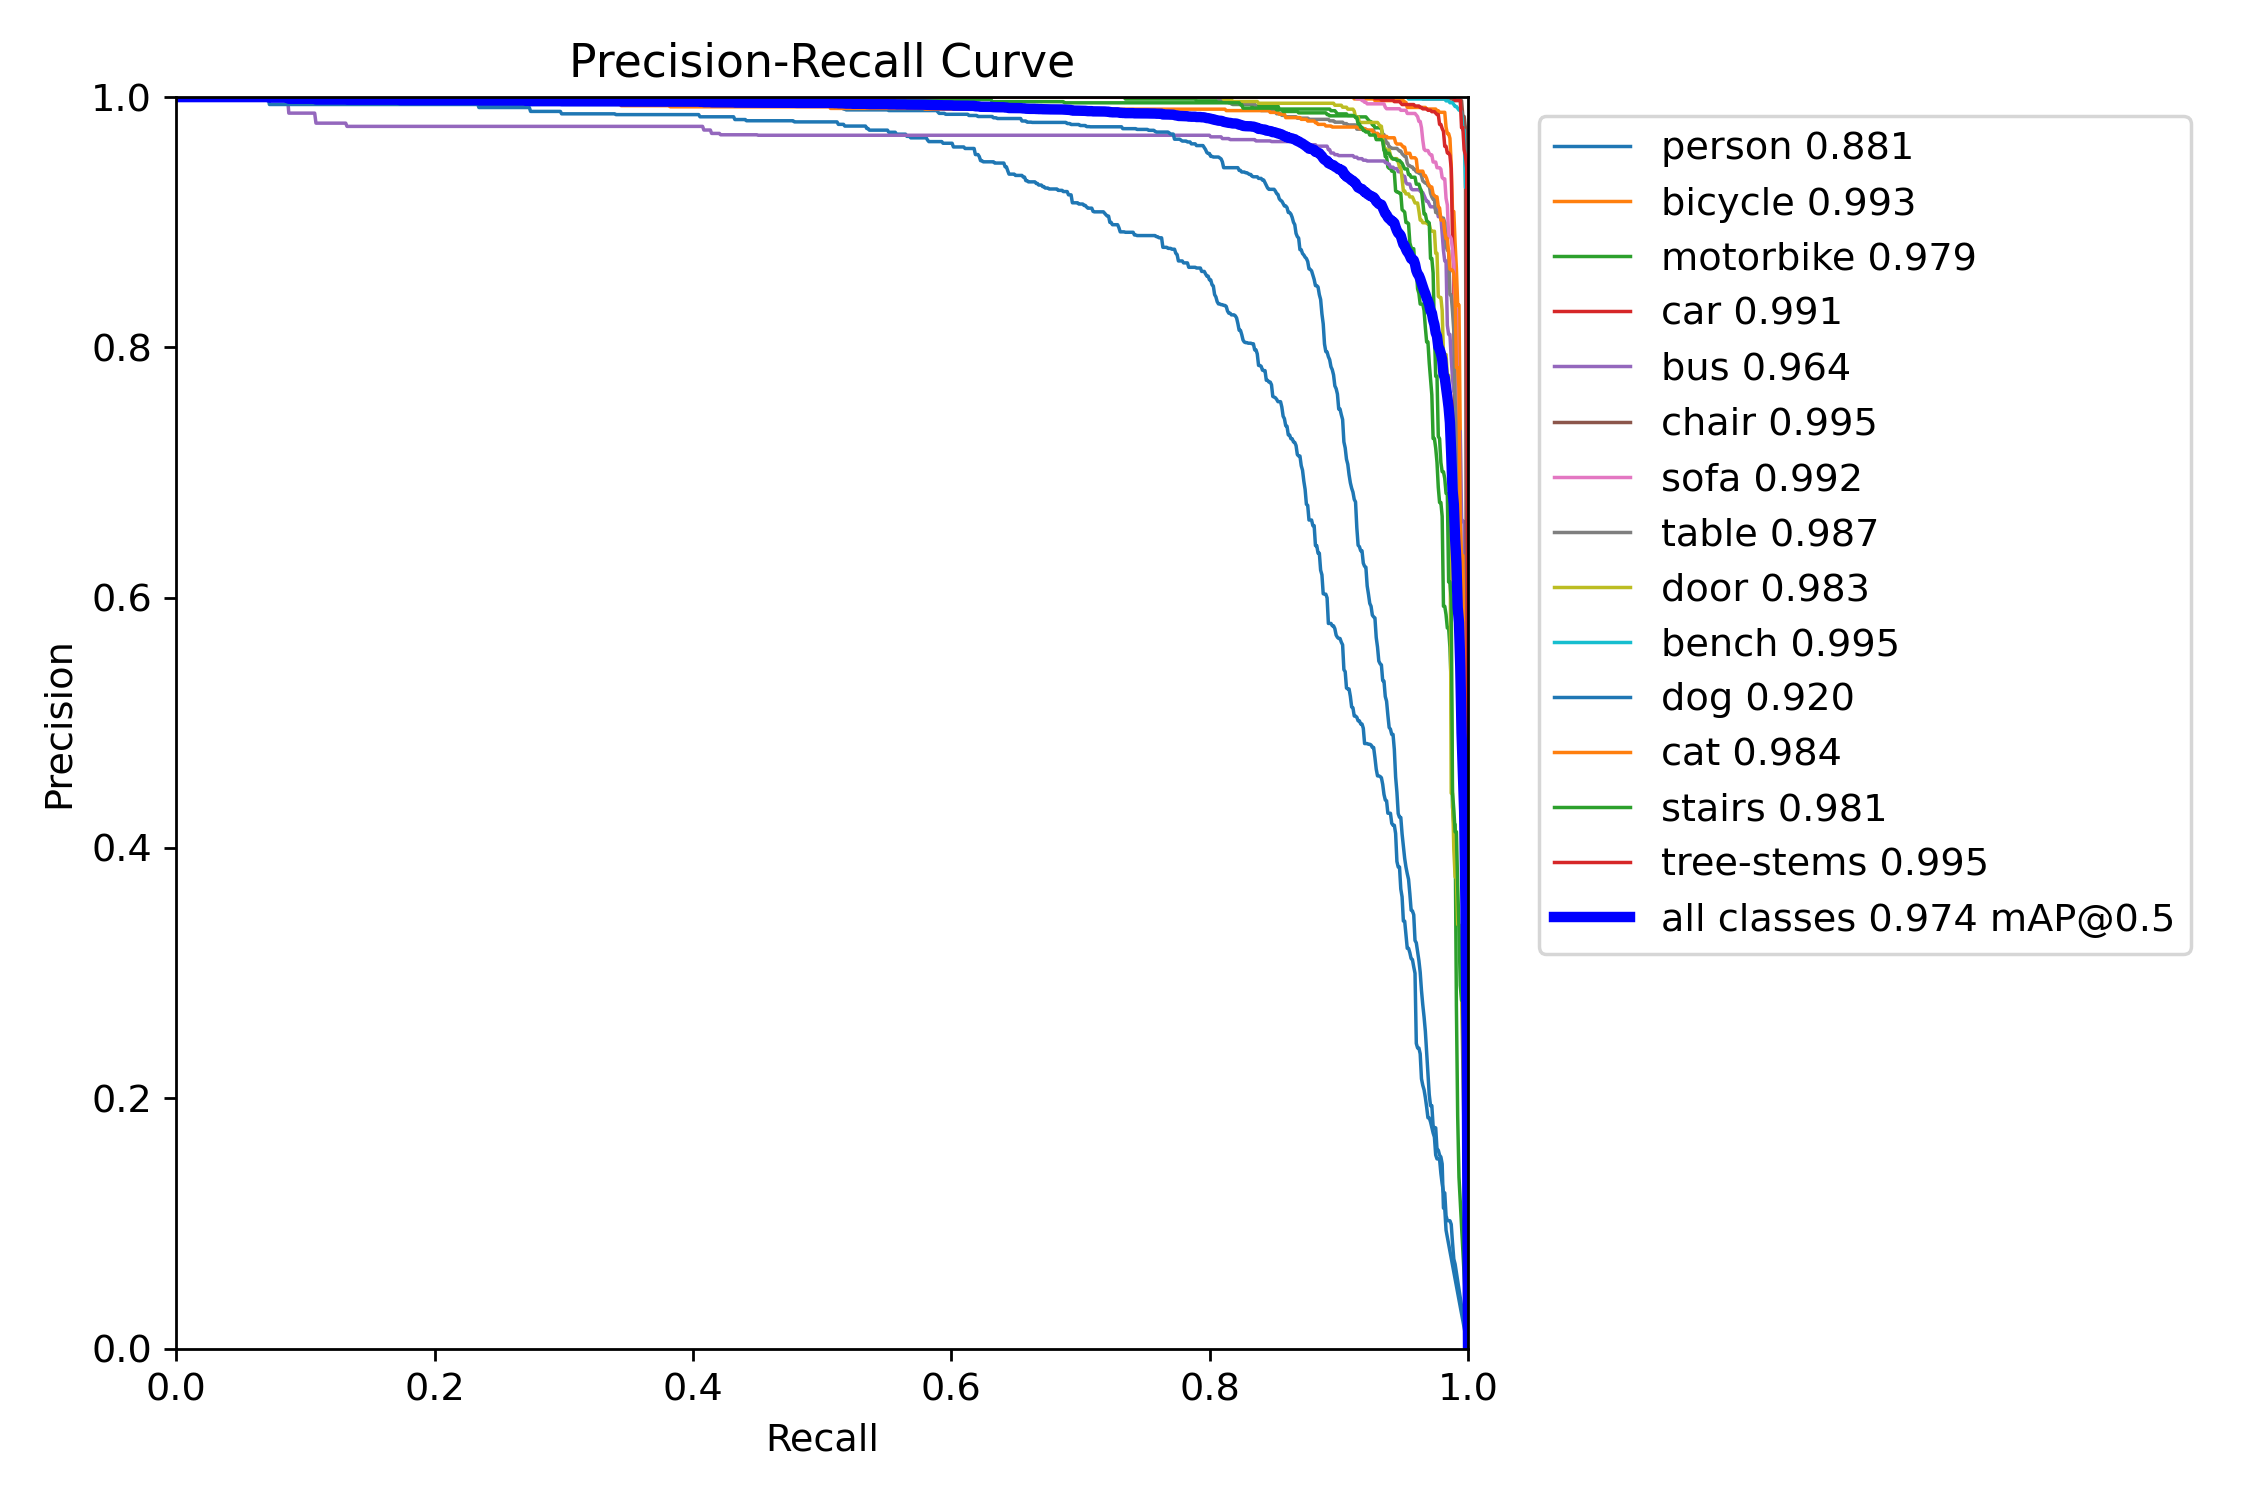 Precision-Recall Curve
1.0
0.8
0.6
0.4
0.2
0.0
Precision
0.0 0.2 0.4 0.6 0.8 1.0
Recall
person 0.881
bicycle 0.993
motorbike 0.979
car 0.991
bus 0.964
chair 0.995
sofa 0.992
table 0.987
door 0.983
bench 0.995
dog 0.920
cat 0.984
stairs 0.981
tree-stems 0.995
all classes 0.974 mAP@0.5